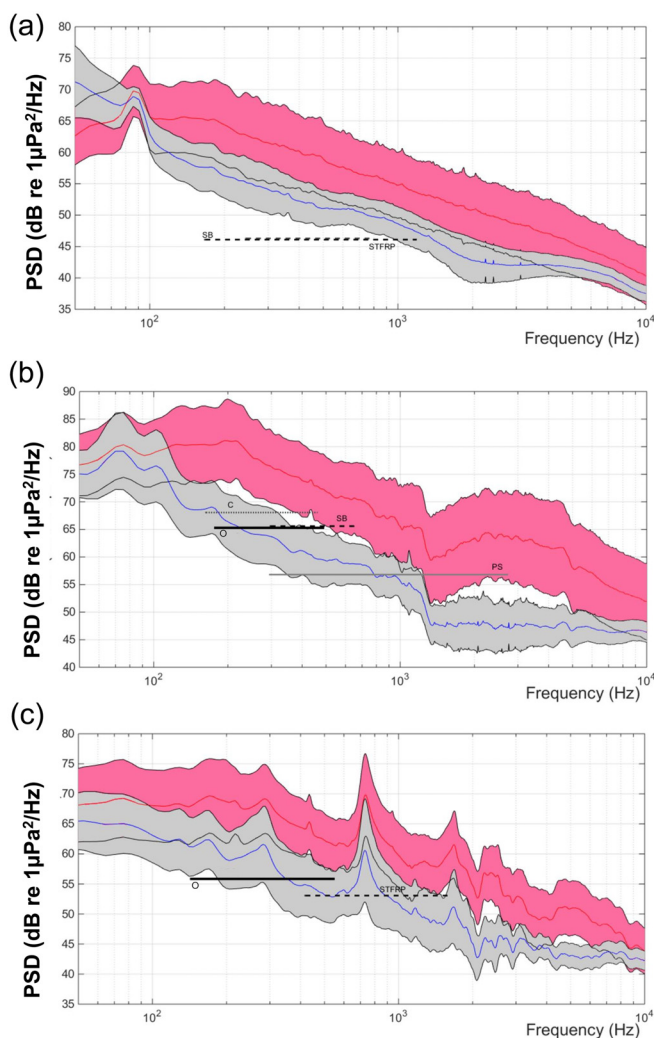 (a)
PSD (dB re 1µPa²/Hz)
80
75
70
65
60
55
50
45
40
35
SB
STFRP
10²
10³
10⁴
Frequency (Hz)
(b)
PSD (dB re 1µPa²/Hz)
90
85
80
75
70
65
60
55
50
45
40
C
SB
O
PS
10²
10³
10⁴
Frequency (Hz)
(c)
PSD (dB re 1µPa²/Hz)
80
75
70
65
60
55
50
45
40
35
O
STFRP
10²
10³
10⁴
Frequency (Hz)